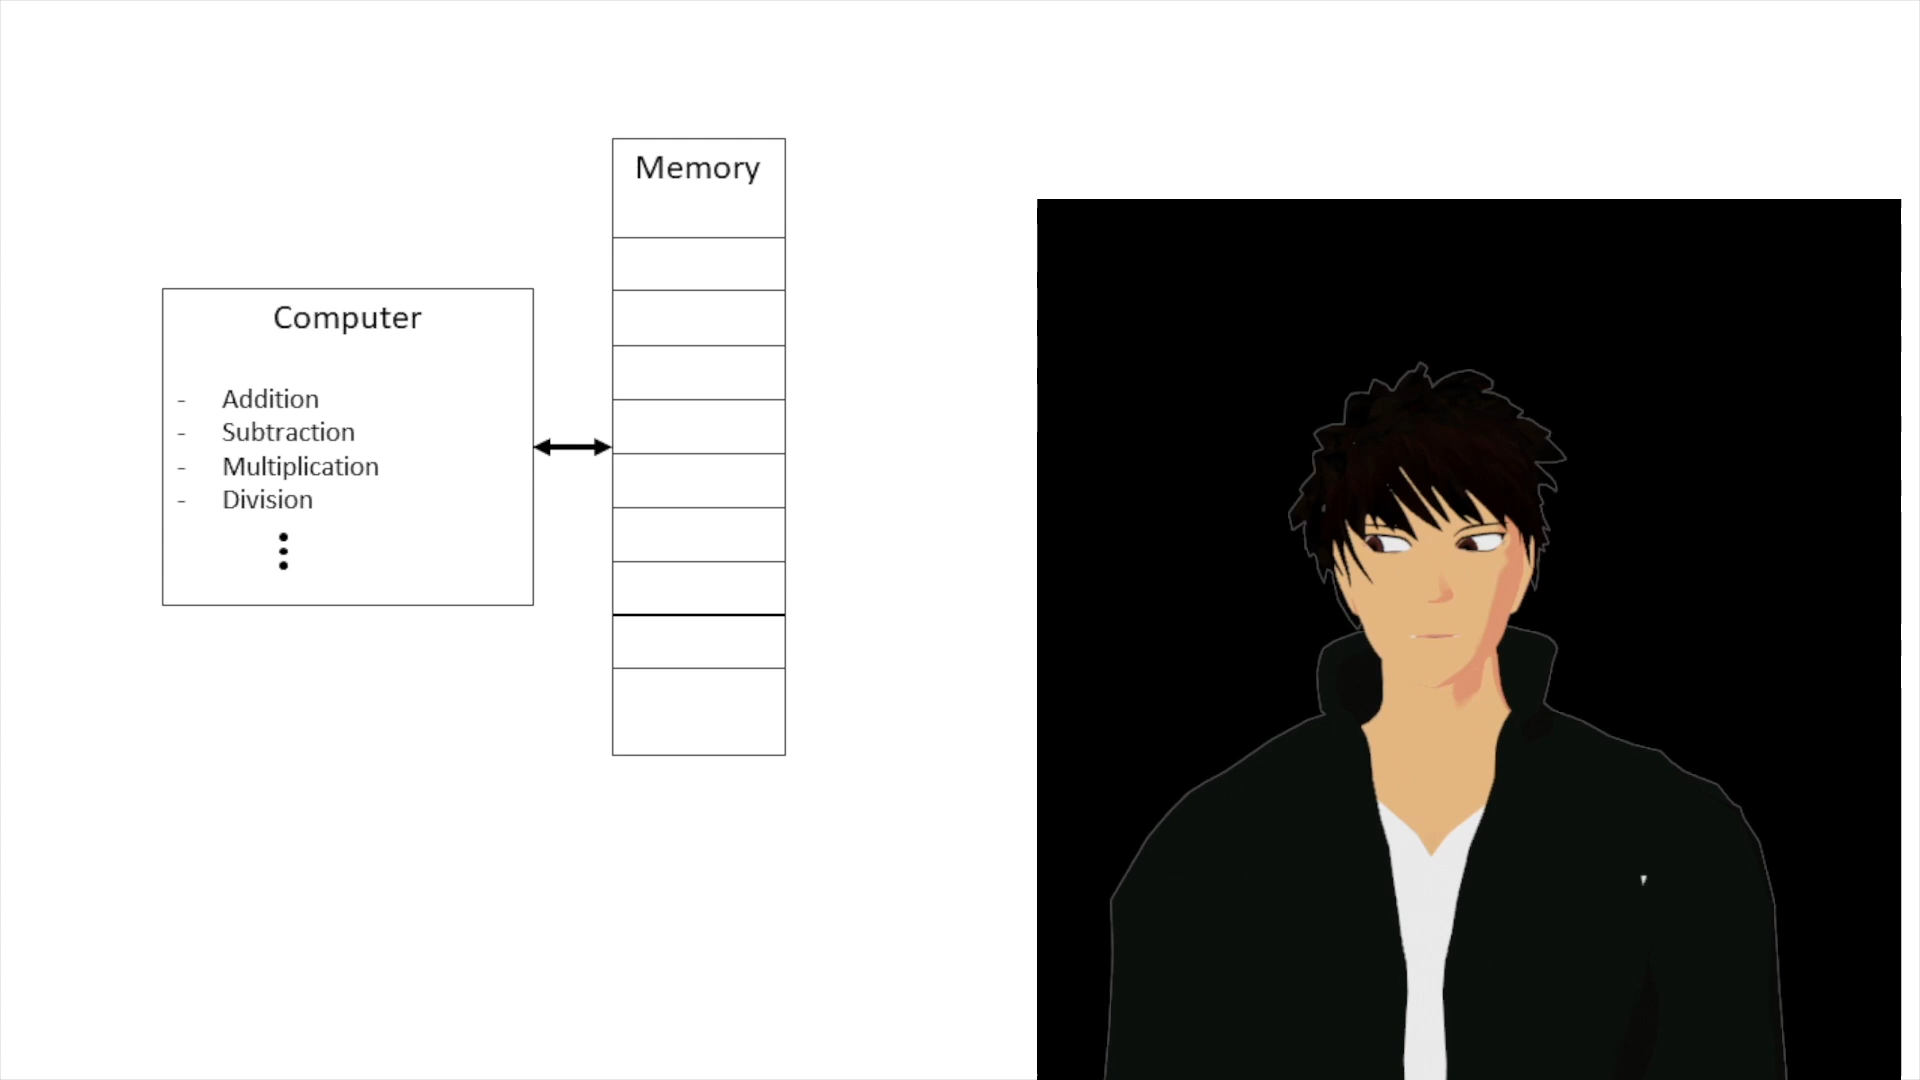 Memory
Computer
- Addition
- Subtraction
- Multiplication
- Division